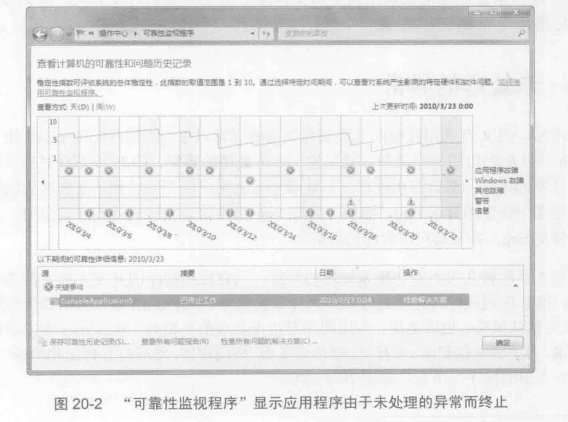 操作中心 ▸ 可靠性监视程序
查看计算机的可靠性和问题历史记录
稳定性指数可评估系统的总体稳定性，此指数的取值范围是 1 到 10。通过选择特定时间期间，可以查看对系统产生影响的特定硬件和软件问题。
用可靠性监视程序。
查看方式: 天(D) | 周(W)
上次更新时间: 2010/3/23 0:00
10
5
1
应用程序故障
Windows 故障
其他故障
警告
信息
2010/3/4
2010/3/6
2010/3/8
2010/3/10
2010/3/12
2010/3/14
2010/3/16
2010/3/18
2010/3/20
2010/3/22
以下期间的可靠性详细信息: 2010/3/23
源 摘要 日期 操作
关键事件
ConsoleApplication5 已停止工作 2010/3/23 0:24 检查解决方案
保存可靠性历史记录(S)... 查看所有问题报告(R) 检查所有问题的解决方案(C)...
确定
图 20-2 “可靠性监视程序”显示应用程序由于未处理的异常而终止